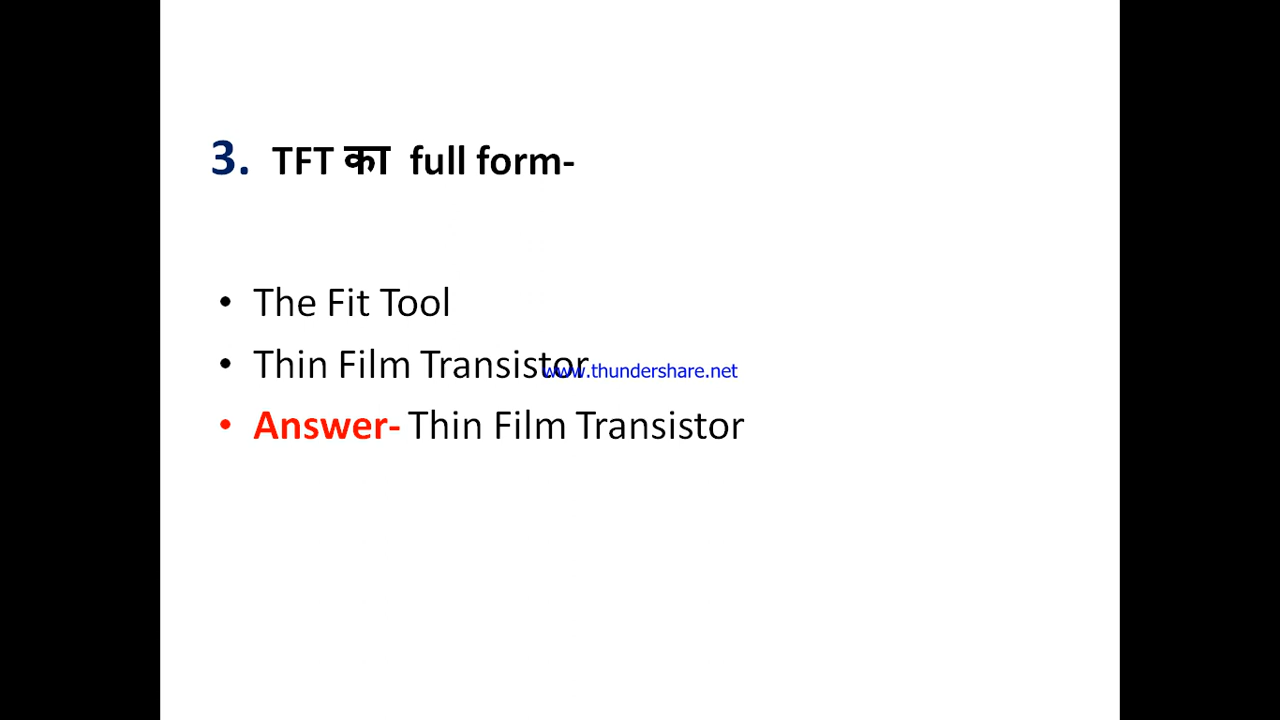 3. TFT का full form-
• The Fit Tool
• Thin Film Transistor
www.thundershare.net
• Answer- Thin Film Transistor